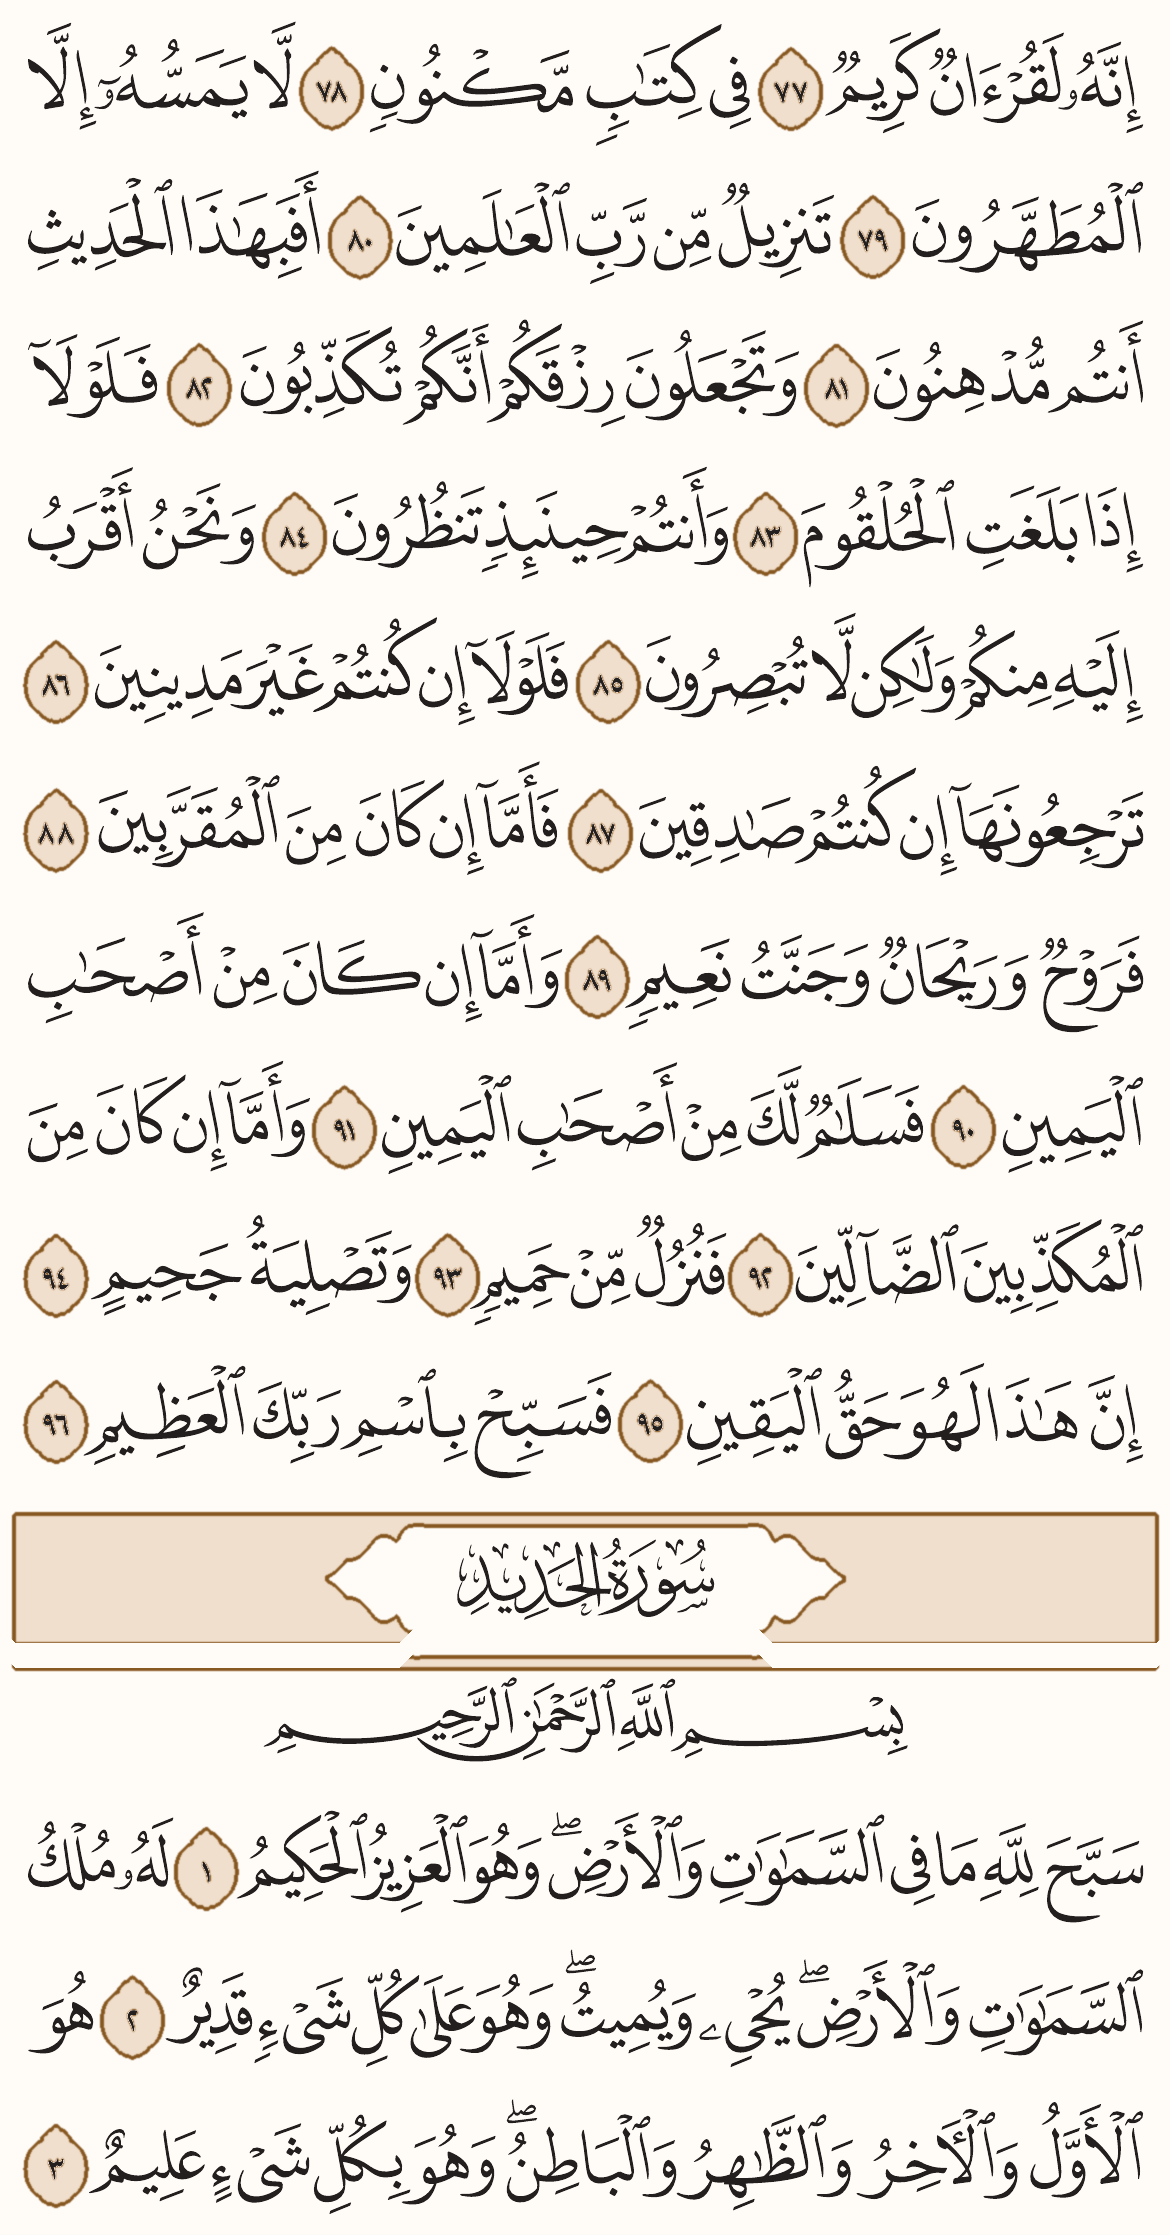 إِنَّهُۥ لَقُرْءَانٌ كَرِيمٌ ٧٧ فِى كِتَٰبٍ مَّكْنُونٍ ٧٨ لَّا يَمَسُّهُۥٓ إِلَّا
ٱلْمُطَهَّرُونَ ٧٩ تَنزِيلٌ مِّن رَّبِّ ٱلْعَٰلَمِينَ ٨٠ أَفَبِهَٰذَا ٱلْحَدِيثِ
أَنتُم مُّدْهِنُونَ ٨١ وَتَجْعَلُونَ رِزْقَكُمْ أَنَّكُمْ تُكَذِّبُونَ ٨٢ فَلَوْلَآ
إِذَا بَلَغَتِ ٱلْحُلْقُومَ ٨٣ وَأَنتُمْ حِينَئِذٍ تَنظُرُونَ ٨٤ وَنَحْنُ أَقْرَبُ
إِلَيْهِ مِنكُمْ وَلَٰكِن لَّا تُبْصِرُونَ ٨٥ فَلَوْلَآ إِن كُنتُمْ غَيْرَ مَدِينِينَ ٨٦
تَرْجِعُونَهَآ إِن كُنتُمْ صَٰدِقِينَ ٨٧ فَأَمَّآ إِن كَانَ مِنَ ٱلْمُقَرَّبِينَ ٨٨
فَرَوْحٌ وَرَيْحَانٌ وَجَنَّتُ نَعِيمٍ ٨٩ وَأَمَّآ إِن كَانَ مِنْ أَصْحَٰبِ
ٱلْيَمِينِ ٩٠ فَسَلَٰمٌ لَّكَ مِنْ أَصْحَٰبِ ٱلْيَمِينِ ٩١ وَأَمَّآ إِن كَانَ مِنَ
ٱلْمُكَذِّبِينَ ٱلضَّآلِّينَ ٩٢ فَنُزُلٌ مِّنْ حَمِيمٍ ٩٣ وَتَصْلِيَةُ جَحِيمٍ ٩٤
إِنَّ هَٰذَا لَهُوَ حَقُّ ٱلْيَقِينِ ٩٥ فَسَبِّحْ بِٱسْمِ رَبِّكَ ٱلْعَظِيمِ ٩٦
سُورَةُ الحَدِيدِ
بِسْمِ ٱللَّهِ ٱلرَّحْمَٰنِ ٱلرَّحِيمِ
سَبَّحَ لِلَّهِ مَا فِى ٱلسَّمَٰوَٰتِ وَٱلْأَرْضِ ۖ وَهُوَ ٱلْعَزِيزُ ٱلْحَكِيمُ ١ لَهُۥ مُلْكُ
ٱلسَّمَٰوَٰتِ وَٱلْأَرْضِ ۖ يُحْىِۦ وَيُمِيتُ ۖ وَهُوَ عَلَىٰ كُلِّ شَىْءٍ قَدِيرٌ ٢ هُوَ
ٱلْأَوَّلُ وَٱلْـَٔاخِرُ وَٱلظَّٰهِرُ وَٱلْبَاطِنُ ۖ وَهُوَ بِكُلِّ شَىْءٍ عَلِيمٌ ٣